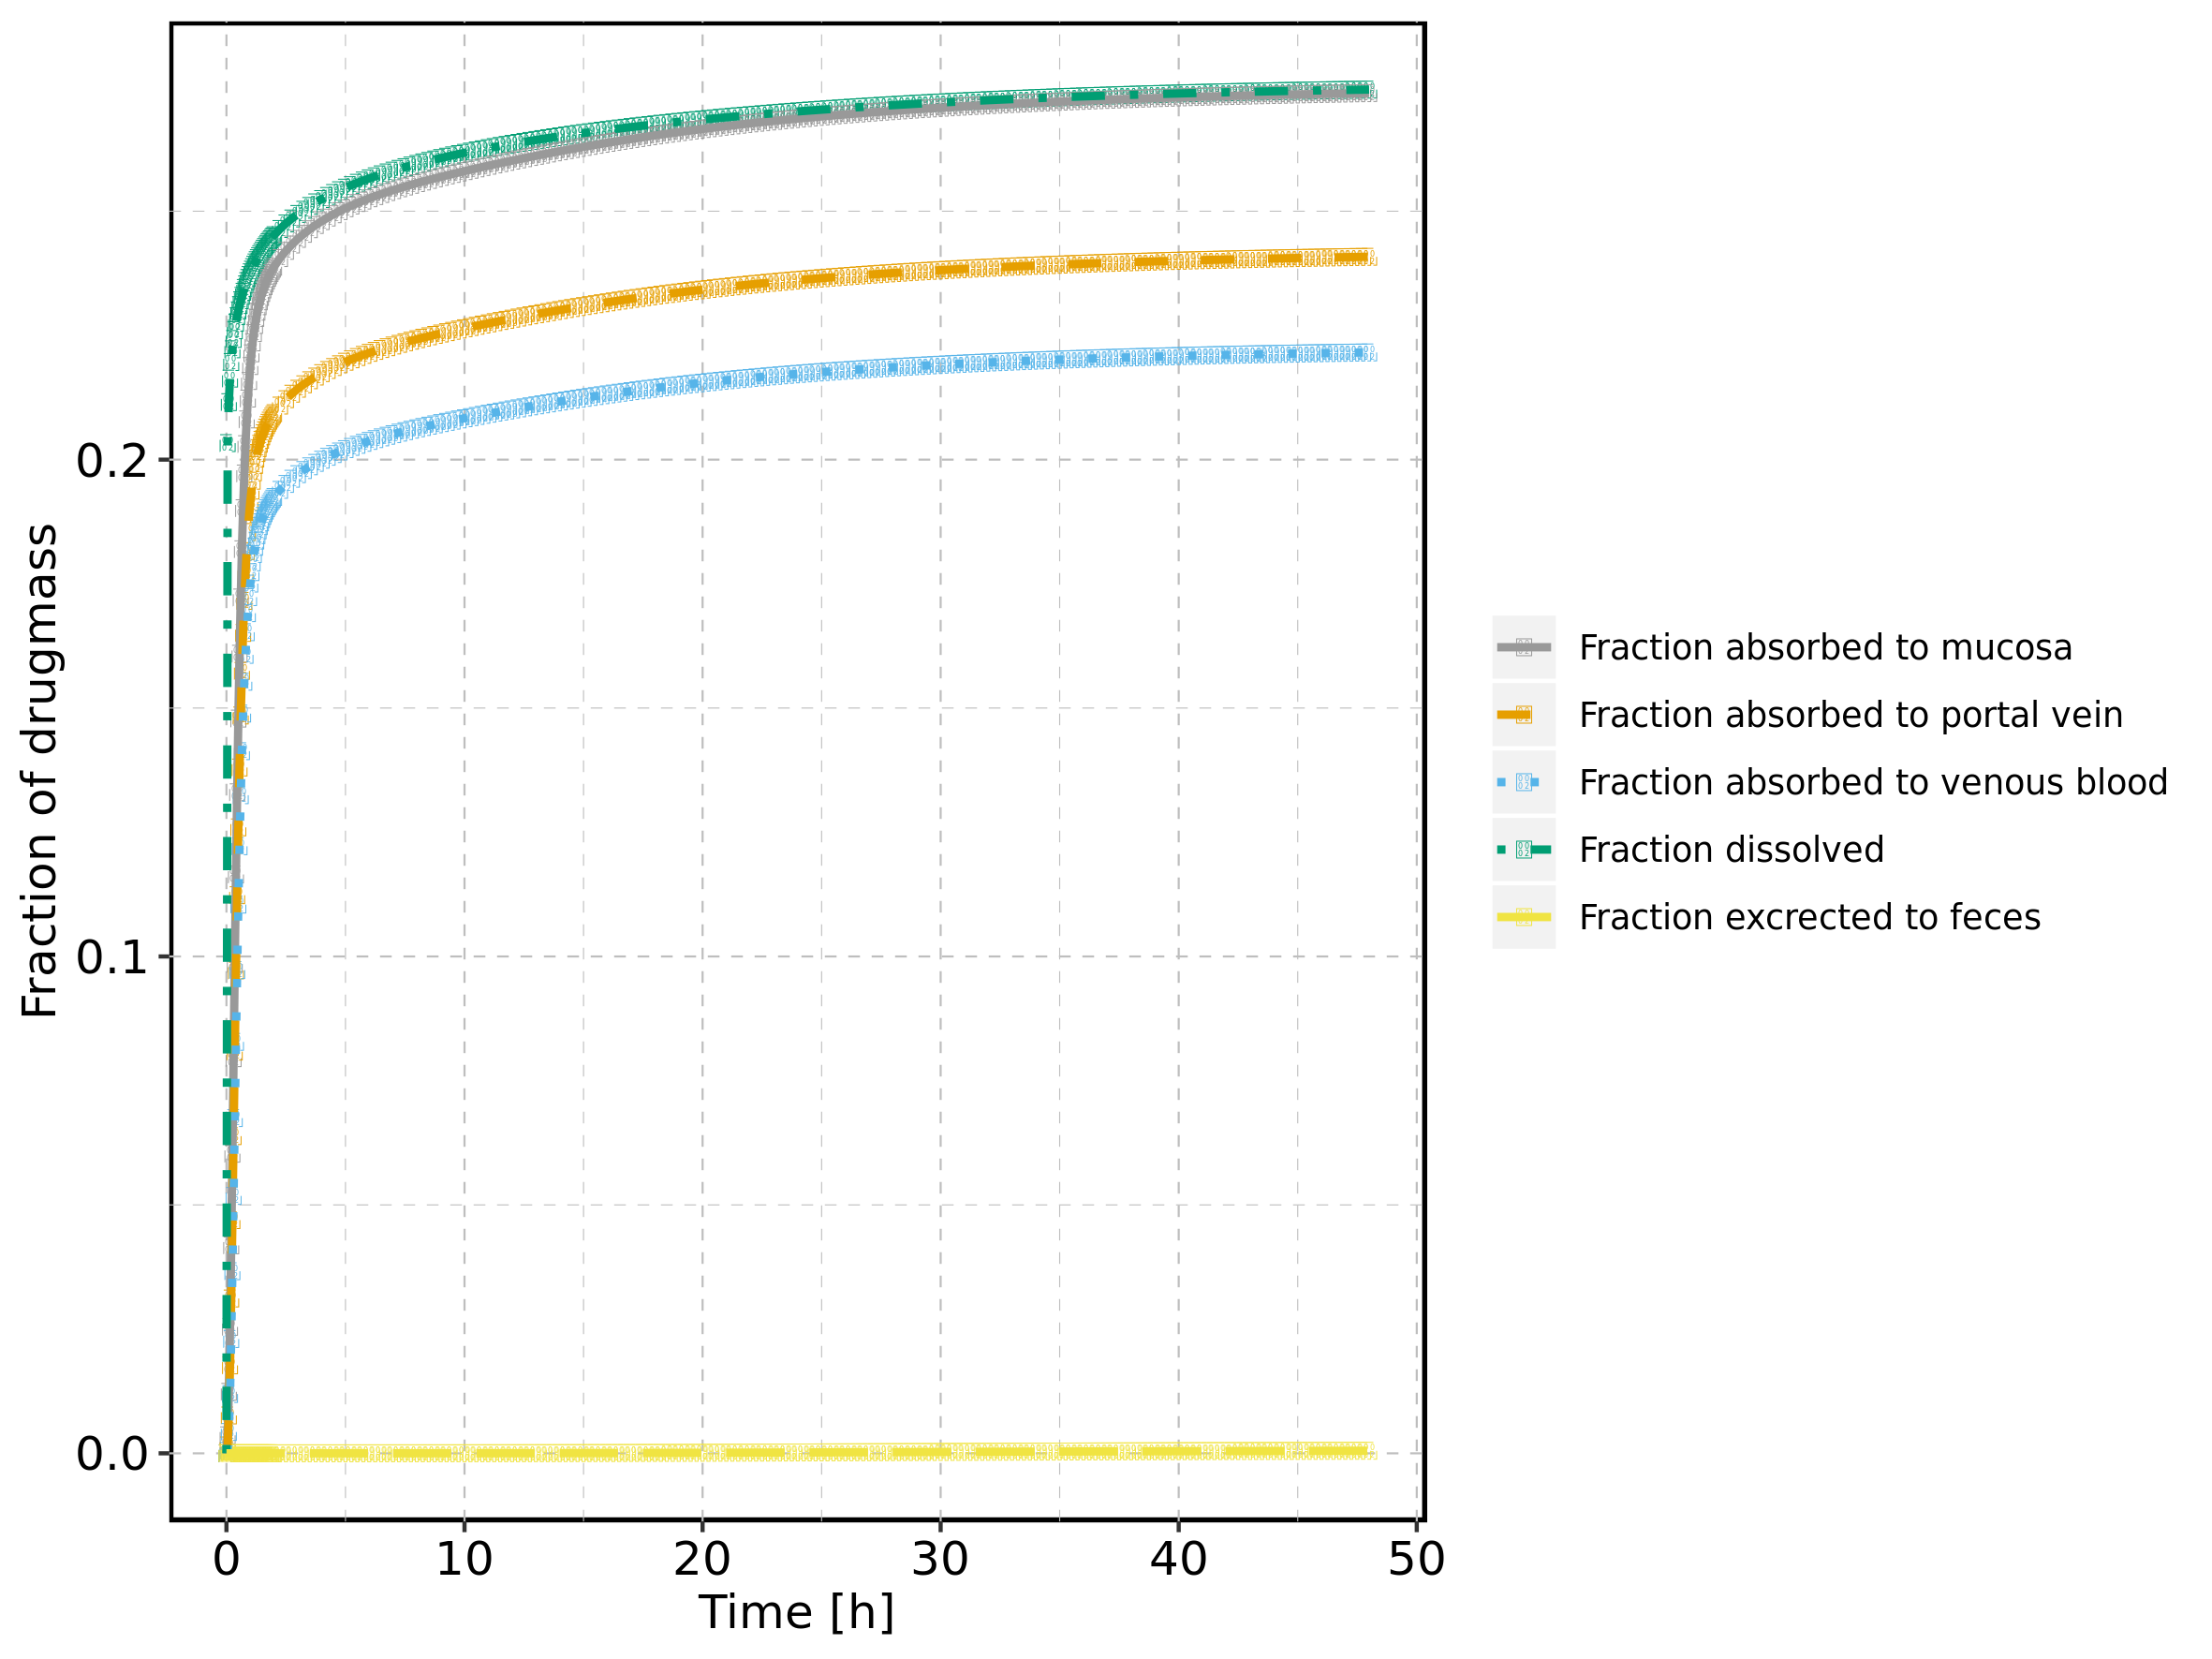 Fraction of drugmass
0.2
0.1
0.0
0 10 20 30 40 50
Time [h]
Fraction absorbed to mucosa
Fraction absorbed to portal vein
Fraction absorbed to venous blood
Fraction dissolved
Fraction excrected to feces